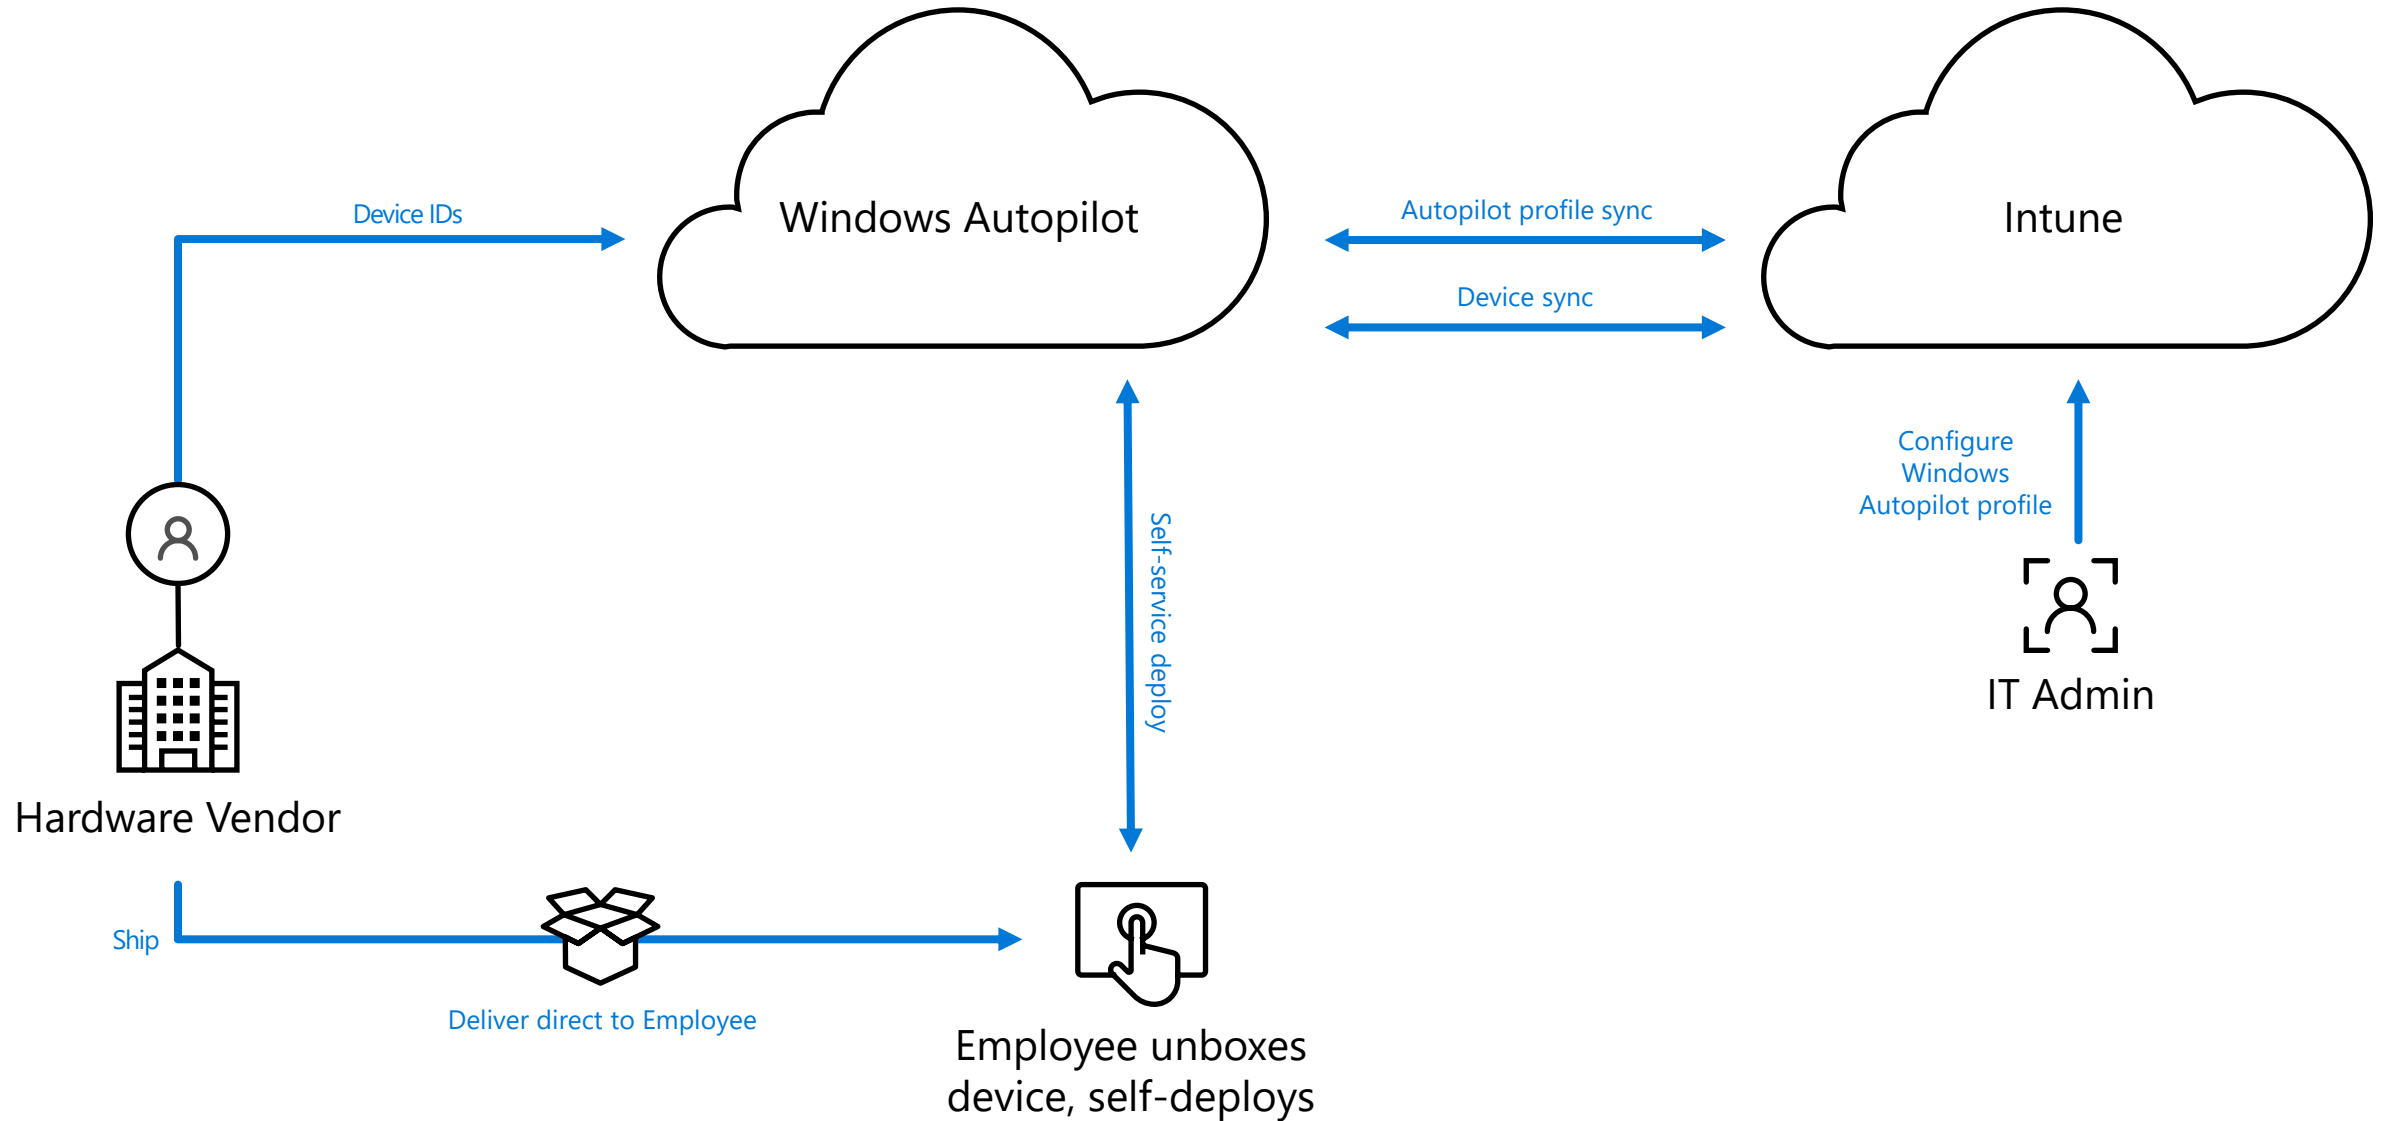 Windows Autopilot
Intune
Device IDs
Autopilot profile sync
Device sync
Configure
Windows
Autopilot profile
Self-service deploy
IT Admin
Hardware Vendor
Ship
Deliver direct to Employee
Employee unboxes
device, self-deploys